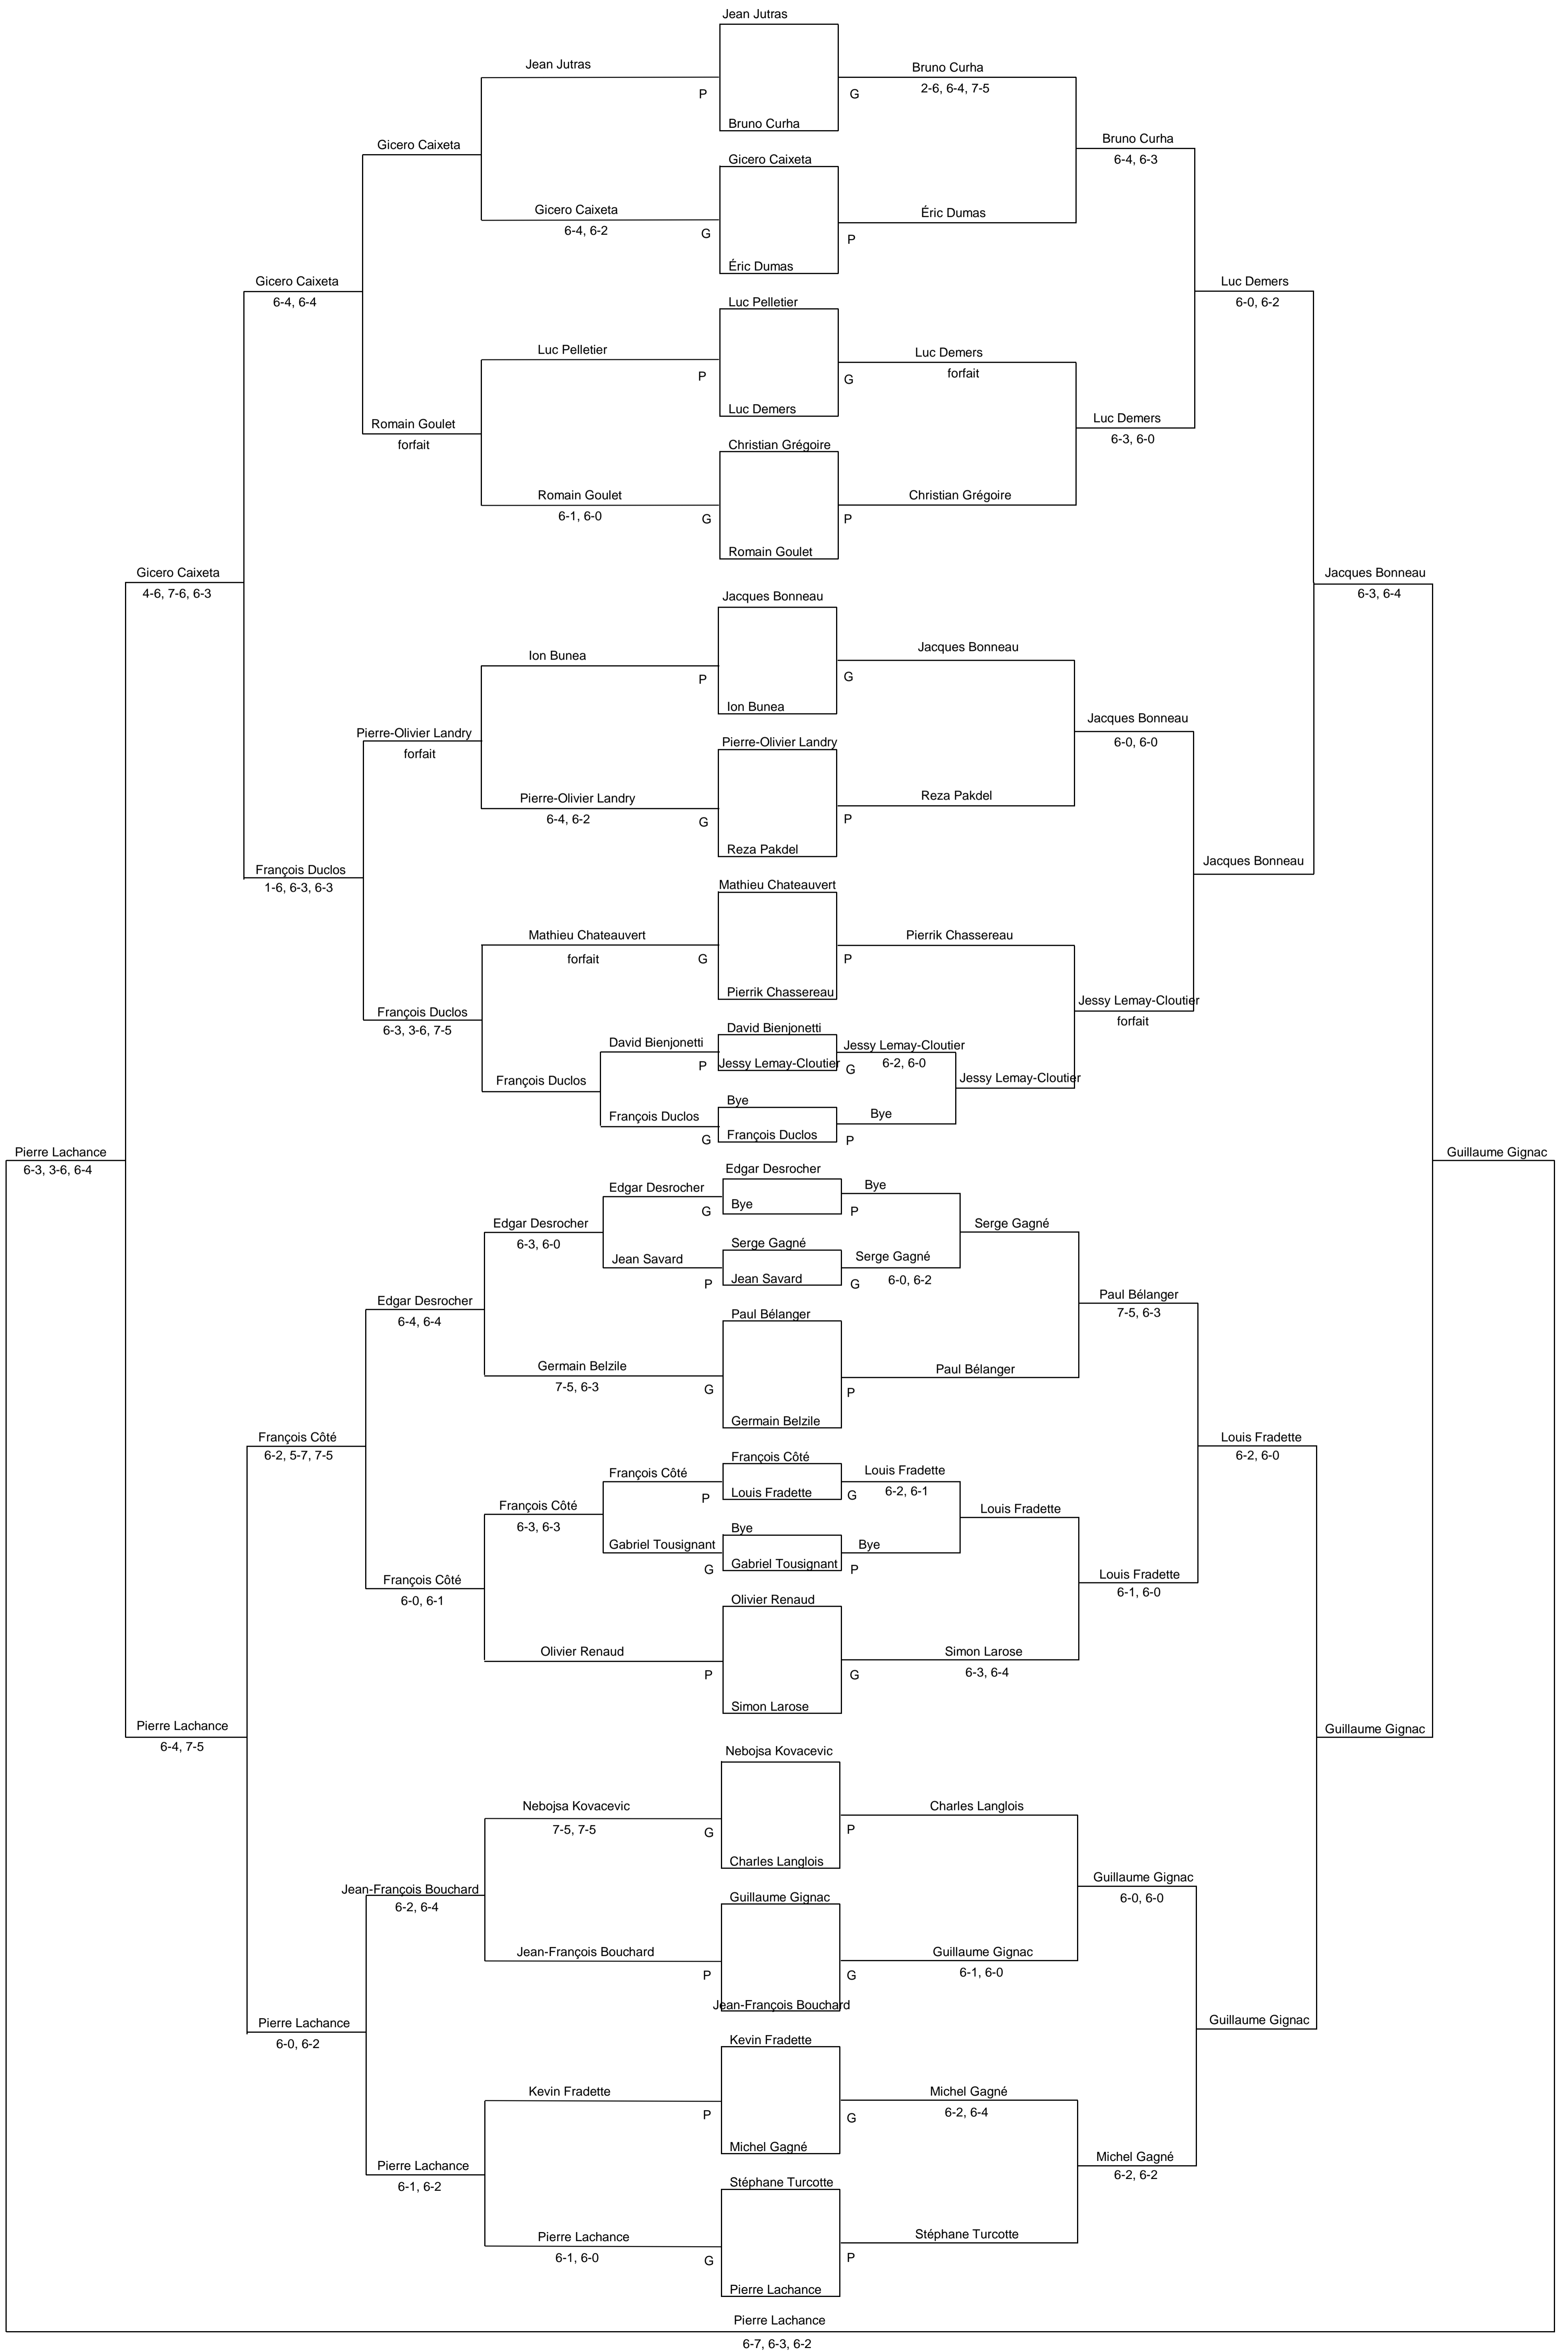 Jean Jutras
Jean Jutras
Bruno Curha
P
G
2-6, 6-4, 7-5
Bruno Curha
Bruno Curha
Gicero Caixeta
6-4, 6-3
Gicero Caixeta
Gicero Caixeta
Éric Dumas
6-4, 6-2
G
P
Éric Dumas
Gicero Caixeta
Luc Demers
6-4, 6-4
6-0, 6-2
Luc Pelletier
Luc Pelletier
Luc Demers
P
G
forfait
Luc Demers
Luc Demers
Romain Goulet
6-3, 6-0
forfait
Christian Grégoire
Romain Goulet
Christian Grégoire
6-1, 6-0
G
P
Romain Goulet
Gicero Caixeta
Jacques Bonneau
4-6, 7-6, 6-3
6-3, 6-4
Jacques Bonneau
Ion Bunea
Jacques Bonneau
P
G
Ion Bunea
Jacques Bonneau
Pierre-Olivier Landry
6-0, 6-0
forfait
Pierre-Olivier Landry
Pierre-Olivier Landry
Reza Pakdel
6-4, 6-2
G
P
Reza Pakdel
François Duclos
Jacques Bonneau
1-6, 6-3, 6-3
Mathieu Chateauvert
Mathieu Chateauvert
Pierrik Chassereau
forfait
G
P
Pierrik Chassereau
Jessy Lemay-Cloutier
François Duclos
forfait
6-3, 3-6, 7-5
David Bienjonetti
David Bienjonetti
Jessy Lemay-Cloutier
P
Jessy Lemay-Cloutier
G
6-2, 6-0
François Duclos
Jessy Lemay-Cloutier
Bye
François Duclos
Bye
G
François Duclos
P
Pierre Lachance
Guillaume Gignac
6-3, 3-6, 6-4
Edgar Desrocher
Edgar Desrocher
Bye
G
Bye
P
Edgar Desrocher
Serge Gagné
6-3, 6-0
Serge Gagné
Jean Savard
Serge Gagné
P
Jean Savard
G
6-0, 6-2
Edgar Desrocher
Paul Bélanger
6-4, 6-4
7-5, 6-3
Paul Bélanger
Germain Belzile
Paul Bélanger
7-5, 6-3
G
P
Germain Belzile
François Côté
Louis Fradette
6-2, 5-7, 7-5
6-2, 6-0
François Côté
François Côté
Louis Fradette
P
Louis Fradette
G
6-2, 6-1
François Côté
Louis Fradette
6-3, 6-3
Bye
Gabriel Tousignant
Bye
G
Gabriel Tousignant
P
François Côté
Louis Fradette
6-0, 6-1
6-1, 6-0
Olivier Renaud
Olivier Renaud
Simon Larose
P
G
6-3, 6-4
Simon Larose
Pierre Lachance
Guillaume Gignac
6-4, 7-5
Nebojsa Kovacevic
Nebojsa Kovacevic
Charles Langlois
7-5, 7-5
G
P
Charles Langlois
Jean-François Bouchard
Guillaume Gignac
6-2, 6-4
6-0, 6-0
Guillaume Gignac
Jean-François Bouchard
Guillaume Gignac
P
G
6-1, 6-0
Jean-François Bouchard
Pierre Lachance
Guillaume Gignac
6-0, 6-2
Kevin Fradette
Kevin Fradette
Michel Gagné
P
G
6-2, 6-4
Michel Gagné
Michel Gagné
Pierre Lachance
6-2, 6-2
6-1, 6-2
Stéphane Turcotte
Pierre Lachance
Stéphane Turcotte
6-1, 6-0
G
P
Pierre Lachance
Pierre Lachance
6-7, 6-3, 6-2